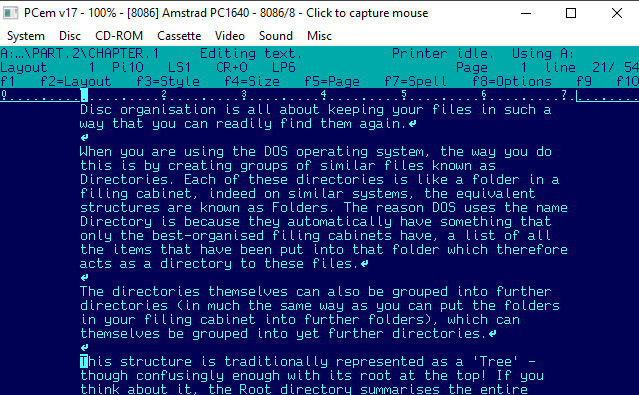 PCem v17 - 100% - [8086] Amstrad PC1640 - 8086/8 - Click to capture mouse
System Disc CD-ROM Cassette Video Sound Misc
A:…\PART.2\CHAPTER.1 Editing text. Printer idle. Using A:
Layout 1 Pi10 LS1 CR+0 LP6 Page 1 line 21/ 54
f1 f2=Layout f3=Style f4=Size f5=Page f7=Spell f8=Options f9 f10
0 1 2 3 4 5 6 7
Disc organisation is all about keeping your files in such a
way that you can readily find them again.↵
↵
When you are using the DOS operating system, the way you do
this is by creating groups of similar files known as
Directories. Each of these directories is like a folder in a
filing cabinet, indeed on similar systems, the equivalent
structures are known as Folders. The reason DOS uses the name
Directory is because they automatically have something that
only the best-organised filing cabinets have, a list of all
the items that have been put into that folder which therefore
acts as a directory to these files.↵
↵
The directories themselves can also be grouped into further
directories (in much the same way as you can put the folders
in your filing cabinet into further folders), which can
themselves be grouped into yet further directories.↵
↵
This structure is traditionally represented as a 'Tree' -
though confusingly enough with its root at the top! If you
think about it, the Root directory summarises the entire